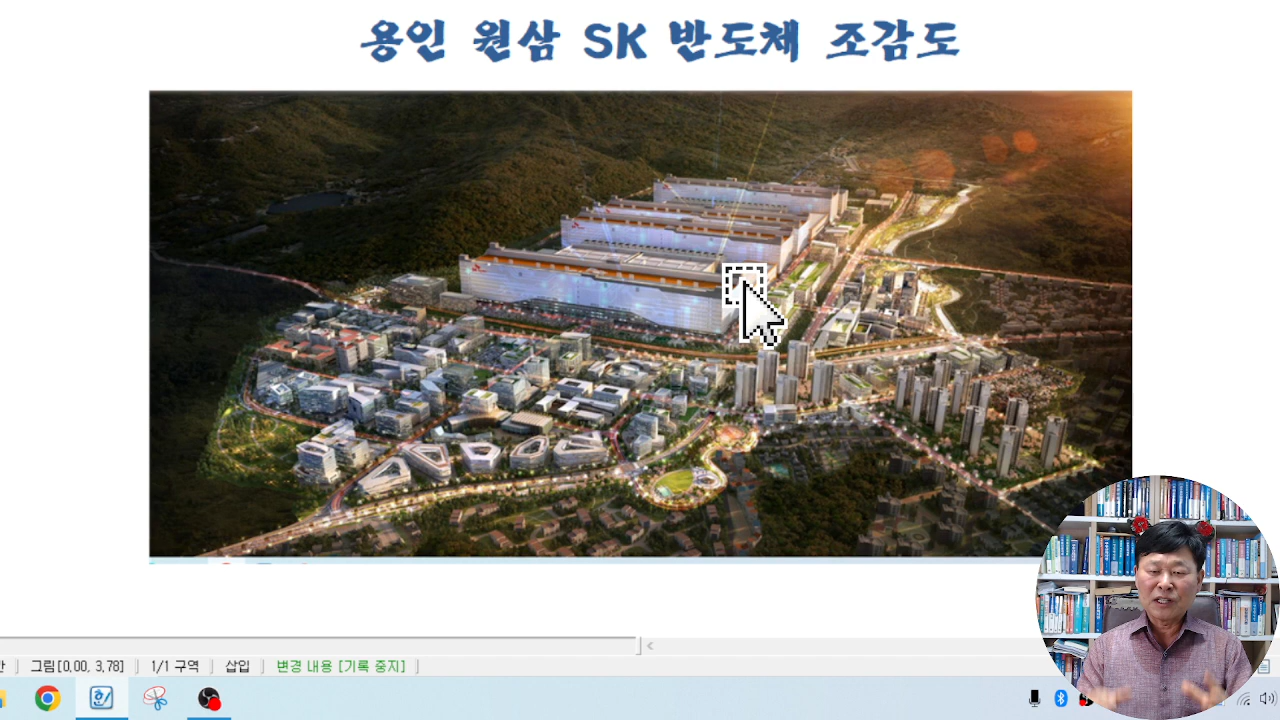 용인 원삼 SK 반도체 조감도
그림[0,00, 3,78] 1/1 구역 삽입 변경 내용 [기록 중지]